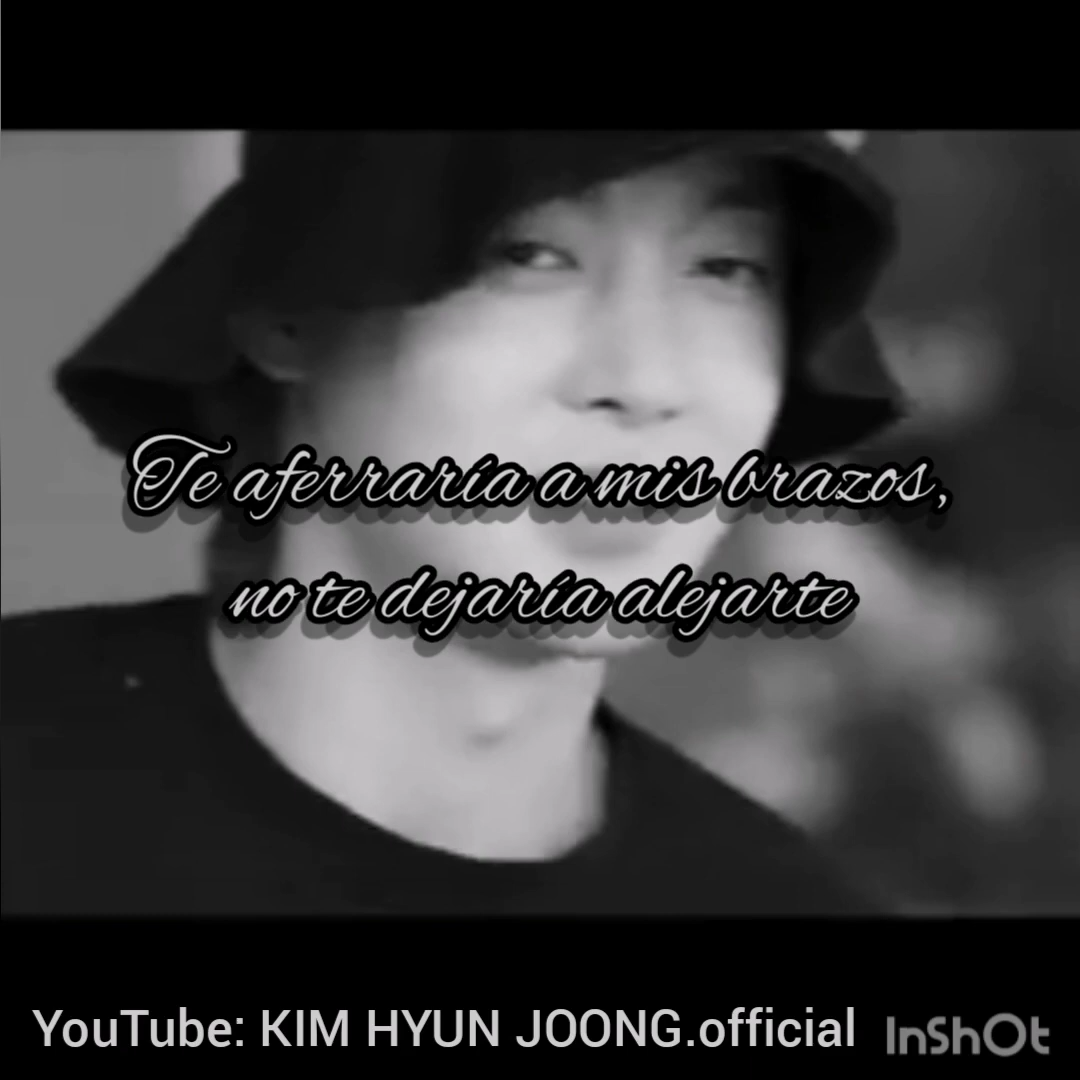 Te aferraría a mis brazos,
no te dejaría alejarte
YouTube: KIM HYUN JOONG.official
InShOt